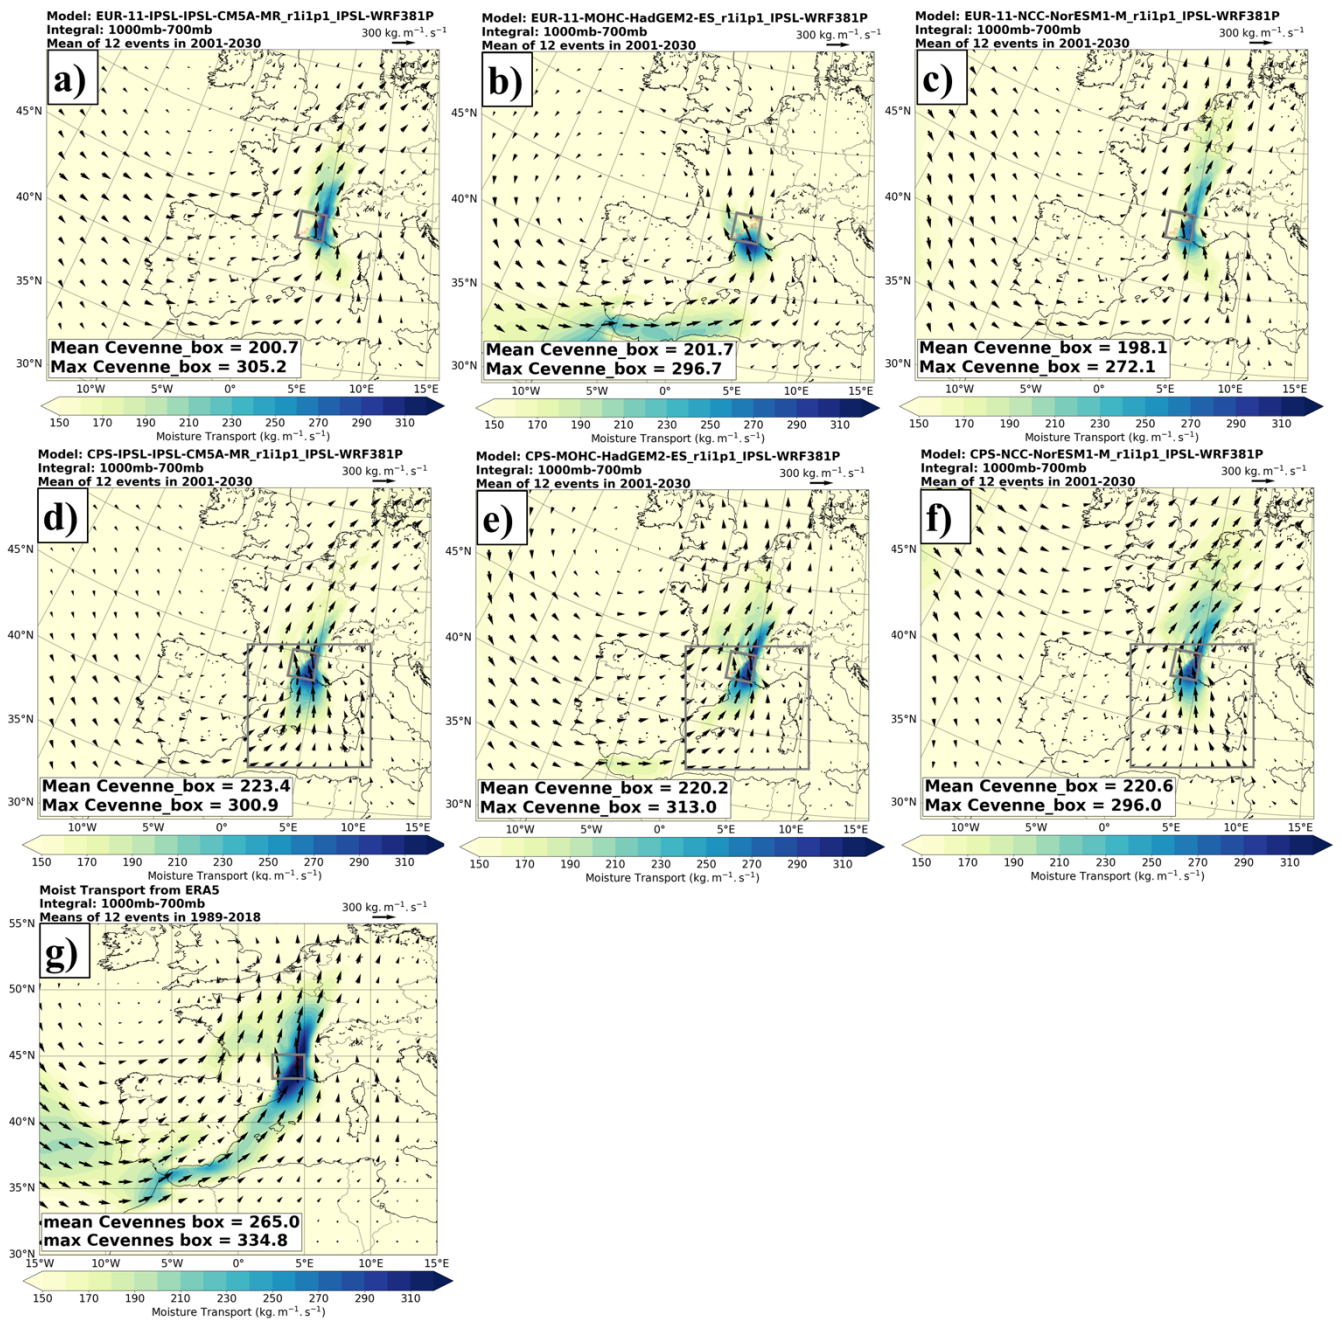 Model: EUR-11-IPSL-IPSL-CM5A-MR_r1i1p1_IPSL-WRF381P
Integral: 1000mb-700mb
Mean of 12 events in 2001-2030
300 kg.m⁻¹.s⁻¹
a)
45°N
40°N
35°N
30°N
Mean Cevenne_box = 200.7
Max Cevenne_box = 305.2
10°W 5°W 0° 5°E 10°E 15°E
150 170 190 210 230 250 270 290 310
Moisture Transport (kg.m⁻¹.s⁻¹)
Model: EUR-11-MOHC-HadGEM2-ES_r1i1p1_IPSL-WRF381P
Integral: 1000mb-700mb
Mean of 12 events in 2001-2030
300 kg.m⁻¹.s⁻¹
b)
45°N
40°N
35°N
30°N
Mean Cevenne_box = 201.7
Max Cevenne_box = 296.7
10°W 5°W 0° 5°E 10°E 15°E
150 170 190 210 230 250 270 290 310
Moisture Transport (kg.m⁻¹.s⁻¹)
Model: EUR-11-NCC-NorESM1-M_r1i1p1_IPSL-WRF381P
Integral: 1000mb-700mb
Mean of 12 events in 2001-2030
300 kg.m⁻¹.s⁻¹
c)
45°N
40°N
35°N
30°N
Mean Cevenne_box = 198.1
Max Cevenne_box = 272.1
10°W 5°W 0° 5°E 10°E 15°E
150 170 190 210 230 250 270 290 310
Moisture Transport (kg.m⁻¹.s⁻¹)
Model: CPS-IPSL-IPSL-CM5A-MR_r1i1p1_IPSL-WRF381P
Integral: 1000mb-700mb
Mean of 12 events in 2001-2030
300 kg.m⁻¹.s⁻¹
d)
45°N
40°N
35°N
30°N
Mean Cevenne_box = 223.4
Max Cevenne_box = 300.9
10°W 5°W 0° 5°E 10°E 15°E
150 170 190 210 230 250 270 290 310
Moisture Transport (kg.m⁻¹.s⁻¹)
Model: CPS-MOHC-HadGEM2-ES_r1i1p1_IPSL-WRF381P
Integral: 1000mb-700mb
Mean of 12 events in 2001-2030
300 kg.m⁻¹.s⁻¹
e)
45°N
40°N
35°N
30°N
Mean Cevenne_box = 220.2
Max Cevenne_box = 313.0
10°W 5°W 0° 5°E 10°E 15°E
150 170 190 210 230 250 270 290 310
Moisture Transport (kg.m⁻¹.s⁻¹)
Model: CPS-NCC-NorESM1-M_r1i1p1_IPSL-WRF381P
Integral: 1000mb-700mb
Mean of 12 events in 2001-2030
300 kg.m⁻¹.s⁻¹
f)
45°N
40°N
35°N
30°N
Mean Cevenne_box = 220.6
Max Cevenne_box = 296.0
10°W 5°W 0° 5°E 10°E 15°E
150 170 190 210 230 250 270 290 310
Moisture Transport (kg.m⁻¹.s⁻¹)
Moist Transport from ERA5
Integral: 1000mb-700mb
Means of 12 events in 1989-2018
300 kg.m⁻¹.s⁻¹
g)
55°N
50°N
45°N
40°N
35°N
30°N
mean Cevennes box = 265.0
max Cevennes box = 334.8
15°W 10°W 5°W 0° 5°E 10°E 15°E
150 170 190 210 230 250 270 290 310
Moisture Transport (kg.m⁻¹.s⁻¹)